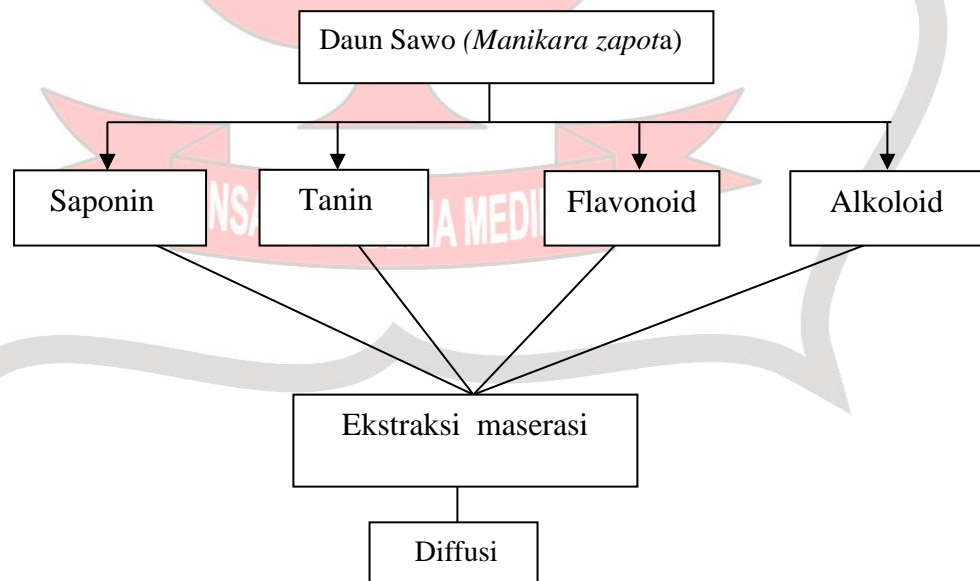 Daun Sawo (Manikara zapota)
Saponin
Tanin
Flavonoid
Alkoloid
Ekstraksi maserasi
Diffusi